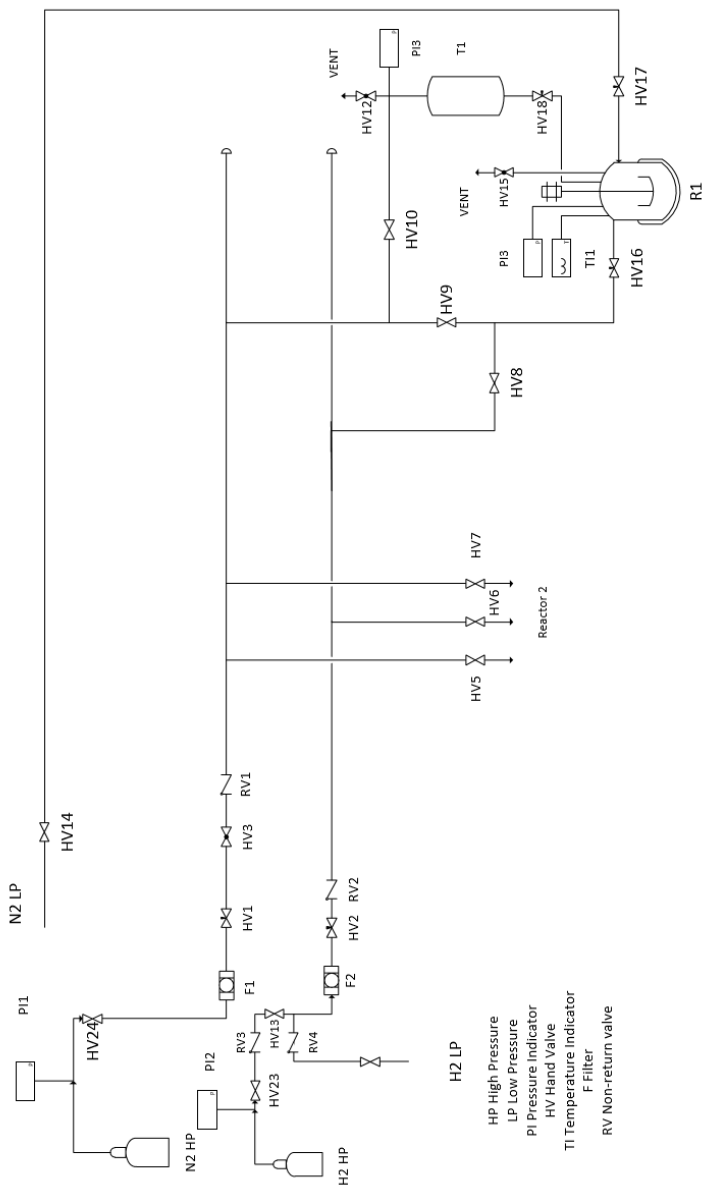 N2 LP
HV14
PI1
HV24
N2 HP
F1
HV1
HV3
RV1
PI2
HV23
H2 HP
RV3
HV13
RV4
H2 LP
F2
HV2
RV2
HV5
HV6
HV7
Reactor 2
HV8
HV9
HV10
VENT
HV12
P
PI3
T1
HV18
HV17
VENT
HV15
P
PI3
T
TI1
HV16
R1
P
P
HP High Pressure
LP Low Pressure
PI Pressure Indicator
HV Hand Valve
TI Temperature Indicator
F Filter
RV Non-return valve